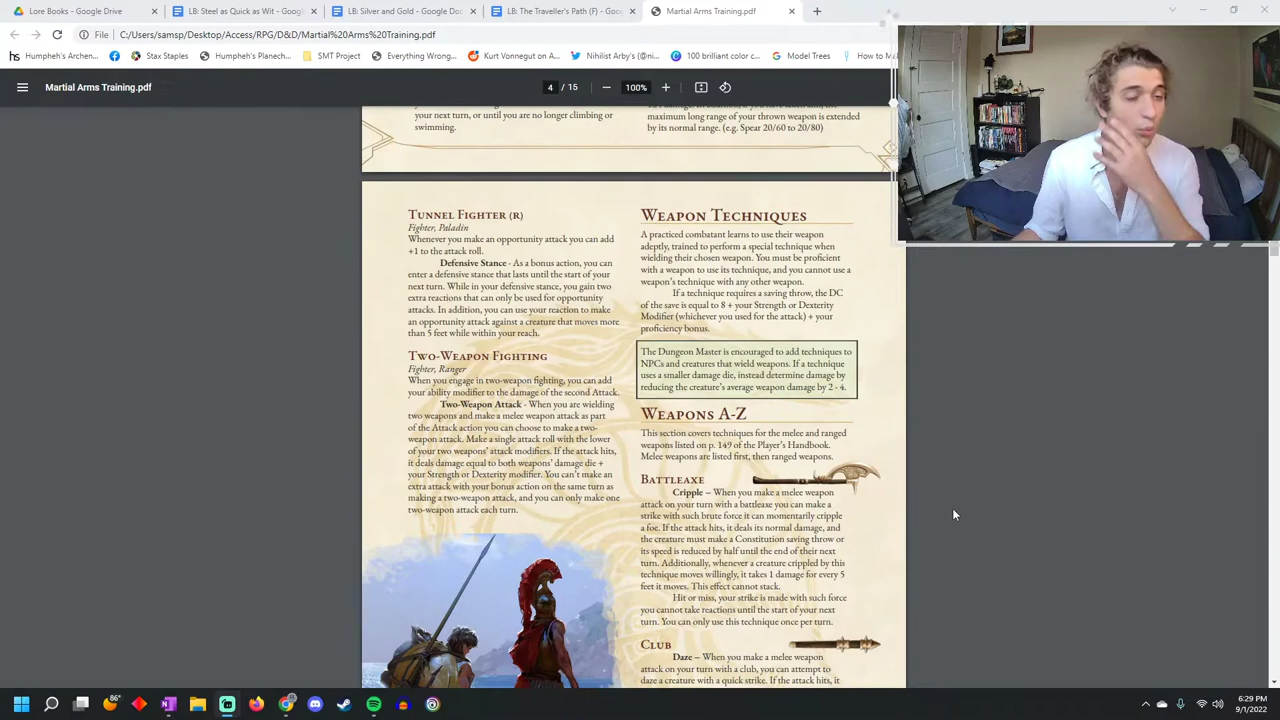 Lore Books - Google Drive
LB: Steel as Quick as Wit - Google
LB: Silver and Gold - Google Doc
LB: The Traveller's Path (F) - Goog
Martial Arms Training.pdf
File
C:/Users/samsp/Desktop/Access/RPG/D&D/M
%20Arms%20Training.pdf
Humpheh's Archen
Stax Staples
Humpheh's Planech
SMT Project
Everything Wrong
Kurt Vonnegut on A
Nihilist Arby's (@ni
100 brilliant color c
Model Trees
How to Ma
Martial Arms Training.pdf
4 / 15
100%
your next turn, or until you are no longer climbing or
swimming.
maximum long range of your thrown weapon is extended
by its normal range. (e.g. Spear 20/60 to 20/80)
Tunnel Fighter (R)
Fighter, Paladin
Whenever you make an opportunity attack you can add
+1 to the attack roll.
Defensive Stance - As a bonus action, you can
enter a defensive stance that lasts until the start of your
next turn. While in your defensive stance, you gain two
extra reactions that can only be used for opportunity
attacks. In addition, you can use your reaction to make
an opportunity attack against a creature that moves more
than 5 feet while within your reach.
Two-Weapon Fighting
Fighter, Ranger
When you engage in two-weapon fighting, you can add
your ability modifier to the damage of the second Attack.
Two-Weapon Attack - When you are wielding
two weapons and make a melee weapon attack as part
of the Attack action you can choose to make a two-
weapon attack. Make a single attack roll with the lower
of your two weapons' attack modifiers. If the attack hits,
it deals damage equal to both weapons' damage die +
your Strength or Dexterity modifier. You can't make an
extra attack with your bonus action on the same turn as
making a two-weapon attack, and you can only make one
two-weapon attack each turn.
Weapon Techniques
A practiced combatant learns to use their weapon
adeptly, trained to perform a special technique when
wielding their chosen weapon. You must be proficient
with a weapon to use its technique, and you cannot use a
weapon's technique with any other weapon.
If a technique requires a saving throw, the DC
of the save is equal to 8 + your Strength or Dexterity
Modifier (whichever you used for the attack) + your
proficiency bonus.
The Dungeon Master is encouraged to add techniques to
NPCs and creatures that wield weapons. If a technique
uses a smaller damage die, instead determine damage by
reducing the creature's average weapon damage by 2 - 4.
Weapons A-Z
This section covers techniques for the melee and ranged
weapons listed on p. 149 of the Player's Handbook.
Melee weapons are listed first, then ranged weapons.
Battleaxe
Cripple – When you make a melee weapon
attack on your turn with a battleaxe you can make a
strike with such brute force it can momentarily cripple
a foe. If the attack hits, it deals its normal damage, and
the creature must make a Constitution saving throw or
its speed is reduced by half until the end of their next
turn. Additionally, whenever a creature crippled by this
technique moves willingly, it takes 1 damage for every 5
feet it moves. This effect cannot stack.
Hit or miss, your strike is made with such force
you cannot take reactions until the start of your next
turn. You can only use this technique once per turn.
Club
Daze – When you make a melee weapon
attack on your turn with a club, you can attempt to
daze a creature with a quick strike. If the attack hits, it
86°
6:29 PM
9/1/2022